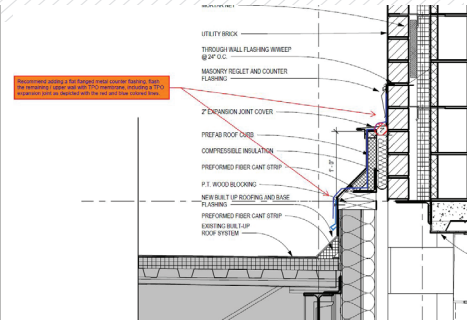 MORTAR NET
UTILITY BRICK
THROUGH WALL FLASHING W/WEEP
@ 24" O.C.
MASONRY REGLET AND COUNTER
FLASHING
Recommend adding a flat flanged metal counter flashing, flash
the remaining / upper wall with TPO membrane, including a TPO
expansion joint as depicted with the red and blue colored lines.
2" EXPANSION JOINT COVER
PREFAB ROOF CURB
COMPRESSIBLE INSULATION
PREFORMED FIBER CANT STRIP
P.T. WOOD BLOCKING
NEW BUILT UP ROOFING AND BASE
FLASHING
PREFORMED FIBER CANT STRIP
EXISTING BUILT-UP
ROOF SYSTEM